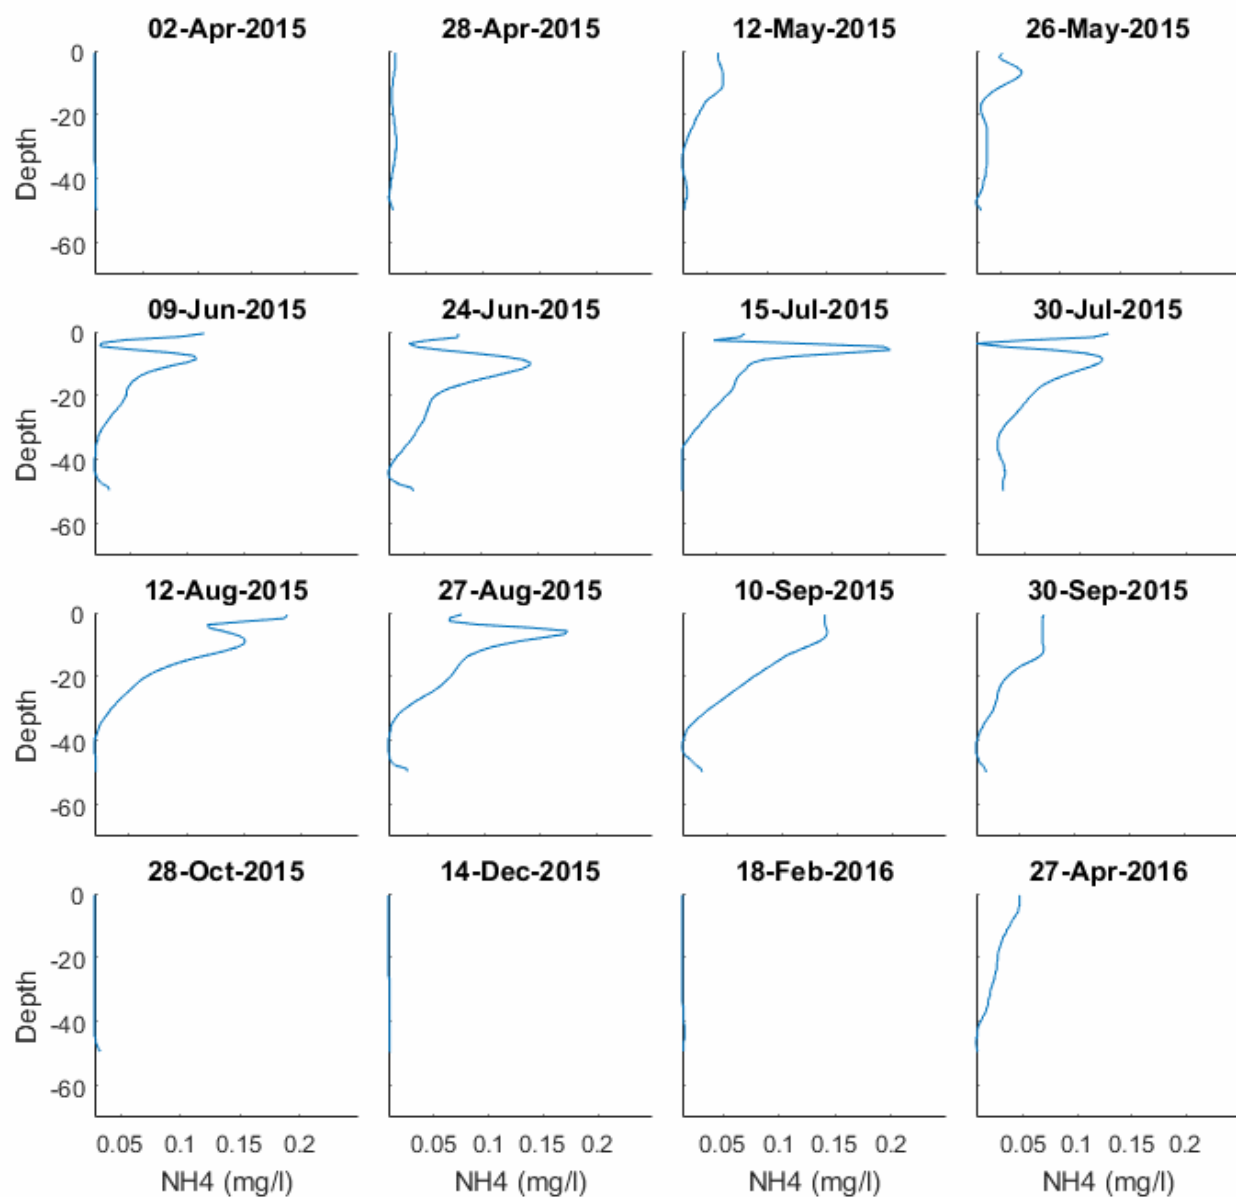 02-Apr-2015 28-Apr-2015 12-May-2015 26-May-2015
0
-20
-40
-60
Depth
09-Jun-2015 24-Jun-2015 15-Jul-2015 30-Jul-2015
0
-20
-40
-60
Depth
12-Aug-2015 27-Aug-2015 10-Sep-2015 30-Sep-2015
0
-20
-40
-60
Depth
28-Oct-2015 14-Dec-2015 18-Feb-2016 27-Apr-2016
0
-20
-40
-60
Depth
0.05 0.1 0.15 0.2 0.05 0.1 0.15 0.2 0.05 0.1 0.15 0.2 0.05 0.1 0.15 0.2
NH4 (mg/l) NH4 (mg/l) NH4 (mg/l) NH4 (mg/l)